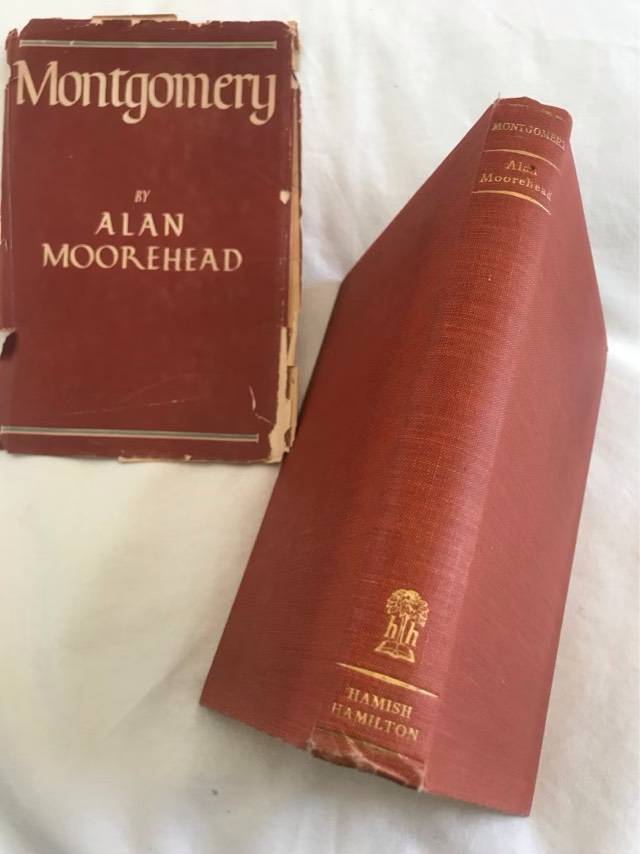 Montgomery
BY
ALAN
MOOREHEAD
MONTGOMERY
Alan
Moorehead
hh
HAMISH
HAMILTON